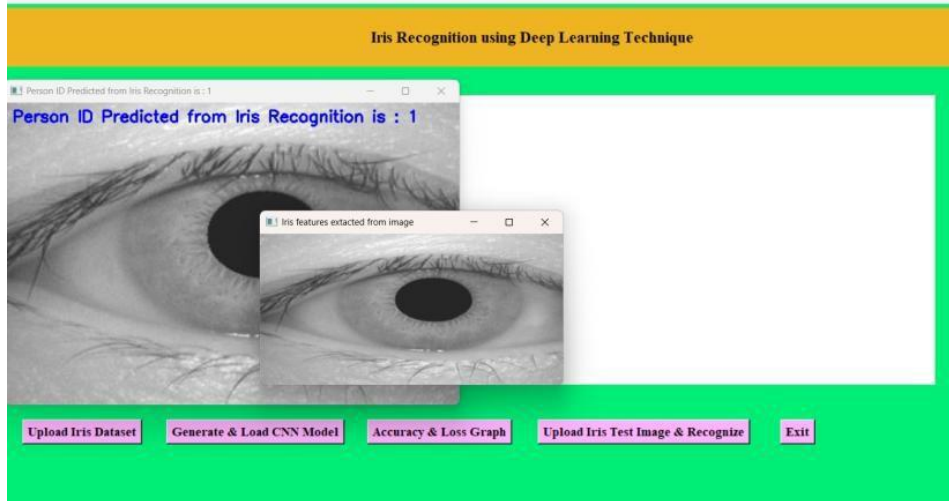 Iris Recognition using Deep Learning Technique
Person ID Predicted from Iris Recognition is : 1
Person ID Predicted from Iris Recognition is : 1
Iris features extacted from image
Upload Iris Dataset
Generate & Load CNN Model
Accuracy & Loss Graph
Upload Iris Test Image & Recognize
Exit